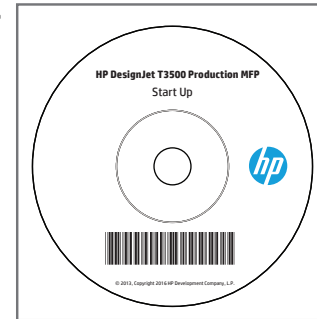 HP DesignJet T3500 Production MFP
Start Up
hp
© 2013, Copyright 2016 HP Development Company, L.P.